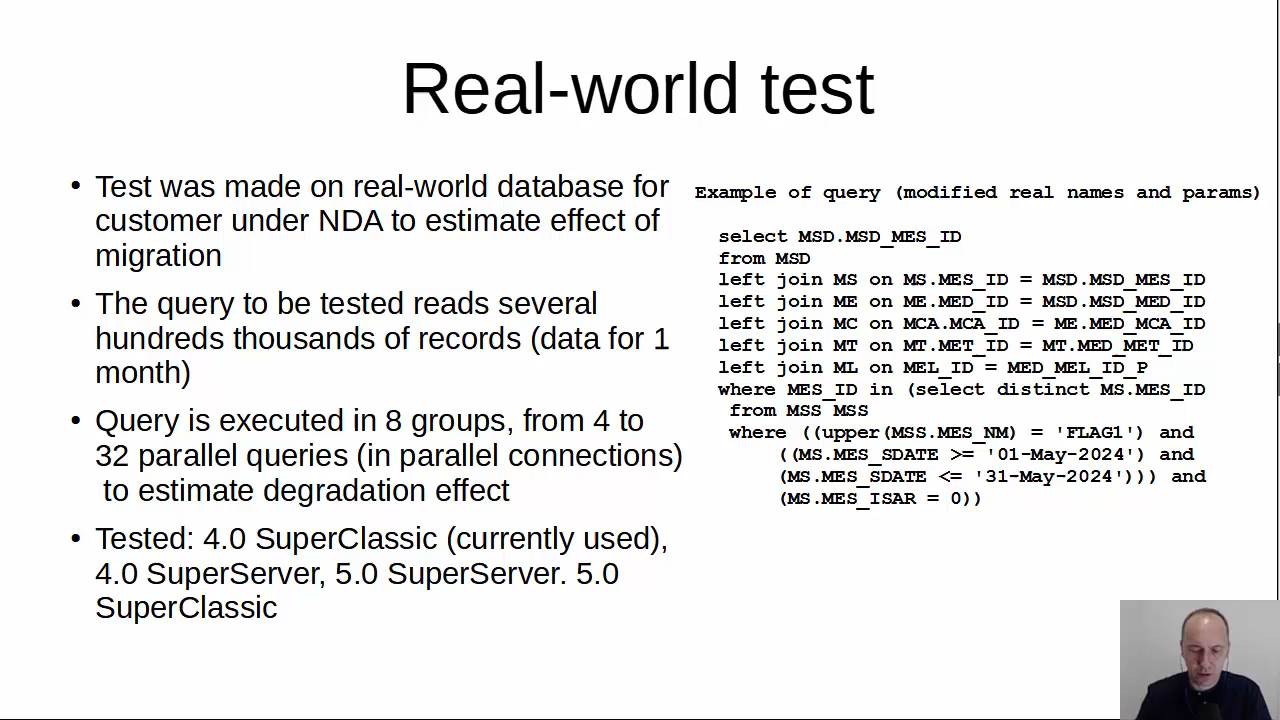 Real-world test
• Test was made on real-world database for
customer under NDA to estimate effect of
migration
• The query to be tested reads several
hundreds thousands of records (data for 1
month)
• Query is executed in 8 groups, from 4 to
32 parallel queries (in parallel connections)
to estimate degradation effect
• Tested: 4.0 SuperClassic (currently used),
4.0 SuperServer, 5.0 SuperServer. 5.0
SuperClassic
Example of query (modified real names and params)
select MSD.MSD_MES_ID
from MSD
left join MS on MS.MES_ID = MSD.MSD_MES_ID
left join ME on ME.MED_ID = MSD.MSD_MED_ID
left join MC on MCA.MCA_ID = ME.MED_MCA_ID
left join MT on MT.MET_ID = MT.MED_MET_ID
left join ML on MEL_ID = MED_MEL_ID_P
where MES_ID in (select distinct MS.MES_ID
from MSS MSS
where ((upper(MSS.MES_NM) = 'FLAG1') and
((MS.MES_SDATE >= '01-May-2024') and
(MS.MES_SDATE <= '31-May-2024'))) and
(MS.MES_ISAR = 0))